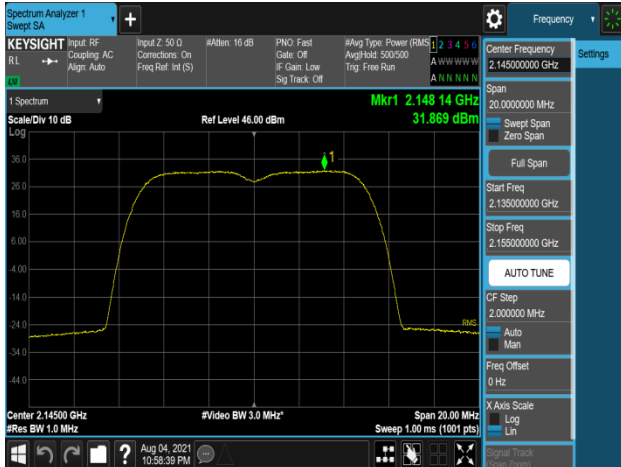 Spectrum Analyzer 1
Swept SA
+
Frequency
KEYSIGHT
RL
LU
Input: RF
Coupling: AC
Align: Auto
Input Z: 50 Ω
Corrections: On
Freq Ref: Int (S)
#Atten: 16 dB
PNO: Fast
Gate: Off
IF Gain: Low
Sig Track: Off
#Avg Type: Power (RMS
Avg|Hold: 500/500
Trig: Free Run
1 2 3 4 5 6
A W W W W W
A N N N N N
1 Spectrum
Scale/Div 10 dB
Log
Ref Level 46.00 dBm
Mkr1 2.148 14 GHz
31.869 dBm
36.0
26.0
16.0
6.00
-4.00
-14.0
-24.0
-34.0
-44.0
1
RMS
Center 2.14500 GHz
#Res BW 1.0 MHz
#Video BW 3.0 MHz*
Span 20.00 MHz
Sweep 1.00 ms (1001 pts)
?
Aug 04, 2021
10:58:39 PM
Center Frequency
2.145000000 GHz
Span
20.0000000 MHz
Swept Span
Zero Span
Full Span
Start Freq
2.135000000 GHz
Stop Freq
2.155000000 GHz
AUTO TUNE
CF Step
2.000000 MHz
Auto
Man
Freq Offset
0 Hz
X Axis Scale
Log
Lin
Signal Track
(Span Zoom)
Settings